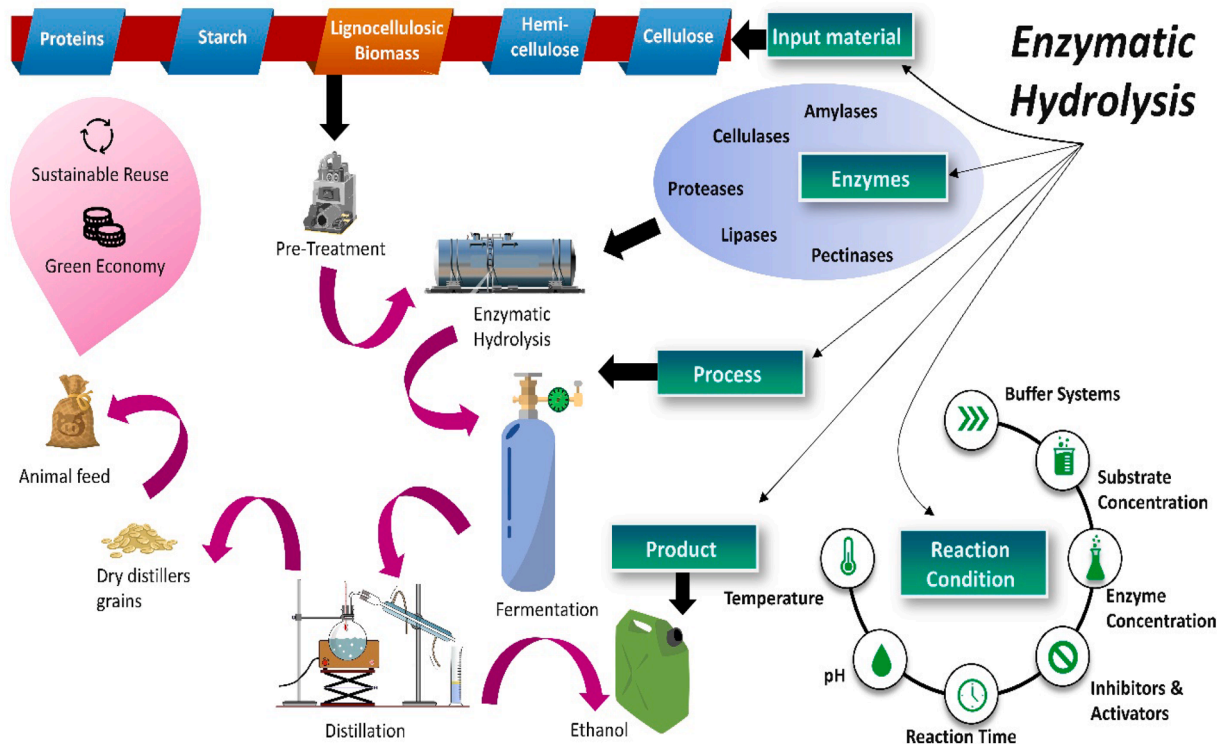 Proteins
Starch
Lignocellulosic
Biomass
Hemi-
cellulose
Cellulose
Input material
Enzymatic
Hydrolysis
Sustainable Reuse
Green Economy
Pre-Treatment
Amylases
Cellulases
Enzymes
Proteases
Lipases
Pectinases
Enzymatic
Hydrolysis
Process
Animal feed
Dry distillers
grains
Fermentation
Distillation
Product
Ethanol
Buffer Systems
Substrate
Concentration
Reaction
Condition
Enzyme
Concentration
Temperature
pH
Reaction Time
Inhibitors &
Activators